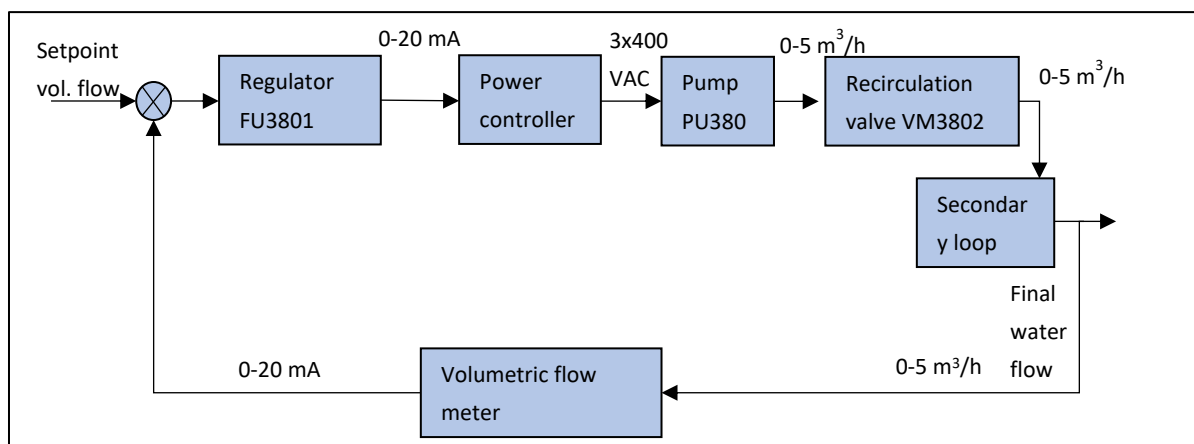 Setpoint
vol. flow
Regulator
FU3801
0-20 mA
Power
controller
3x400
VAC
Pump
PU380
0-5 m³/h
Recirculation
valve VM3802
0-5 m³/h
Secondar
y loop
Final
water
flow
0-5 m³/h
Volumetric flow
meter
0-20 mA